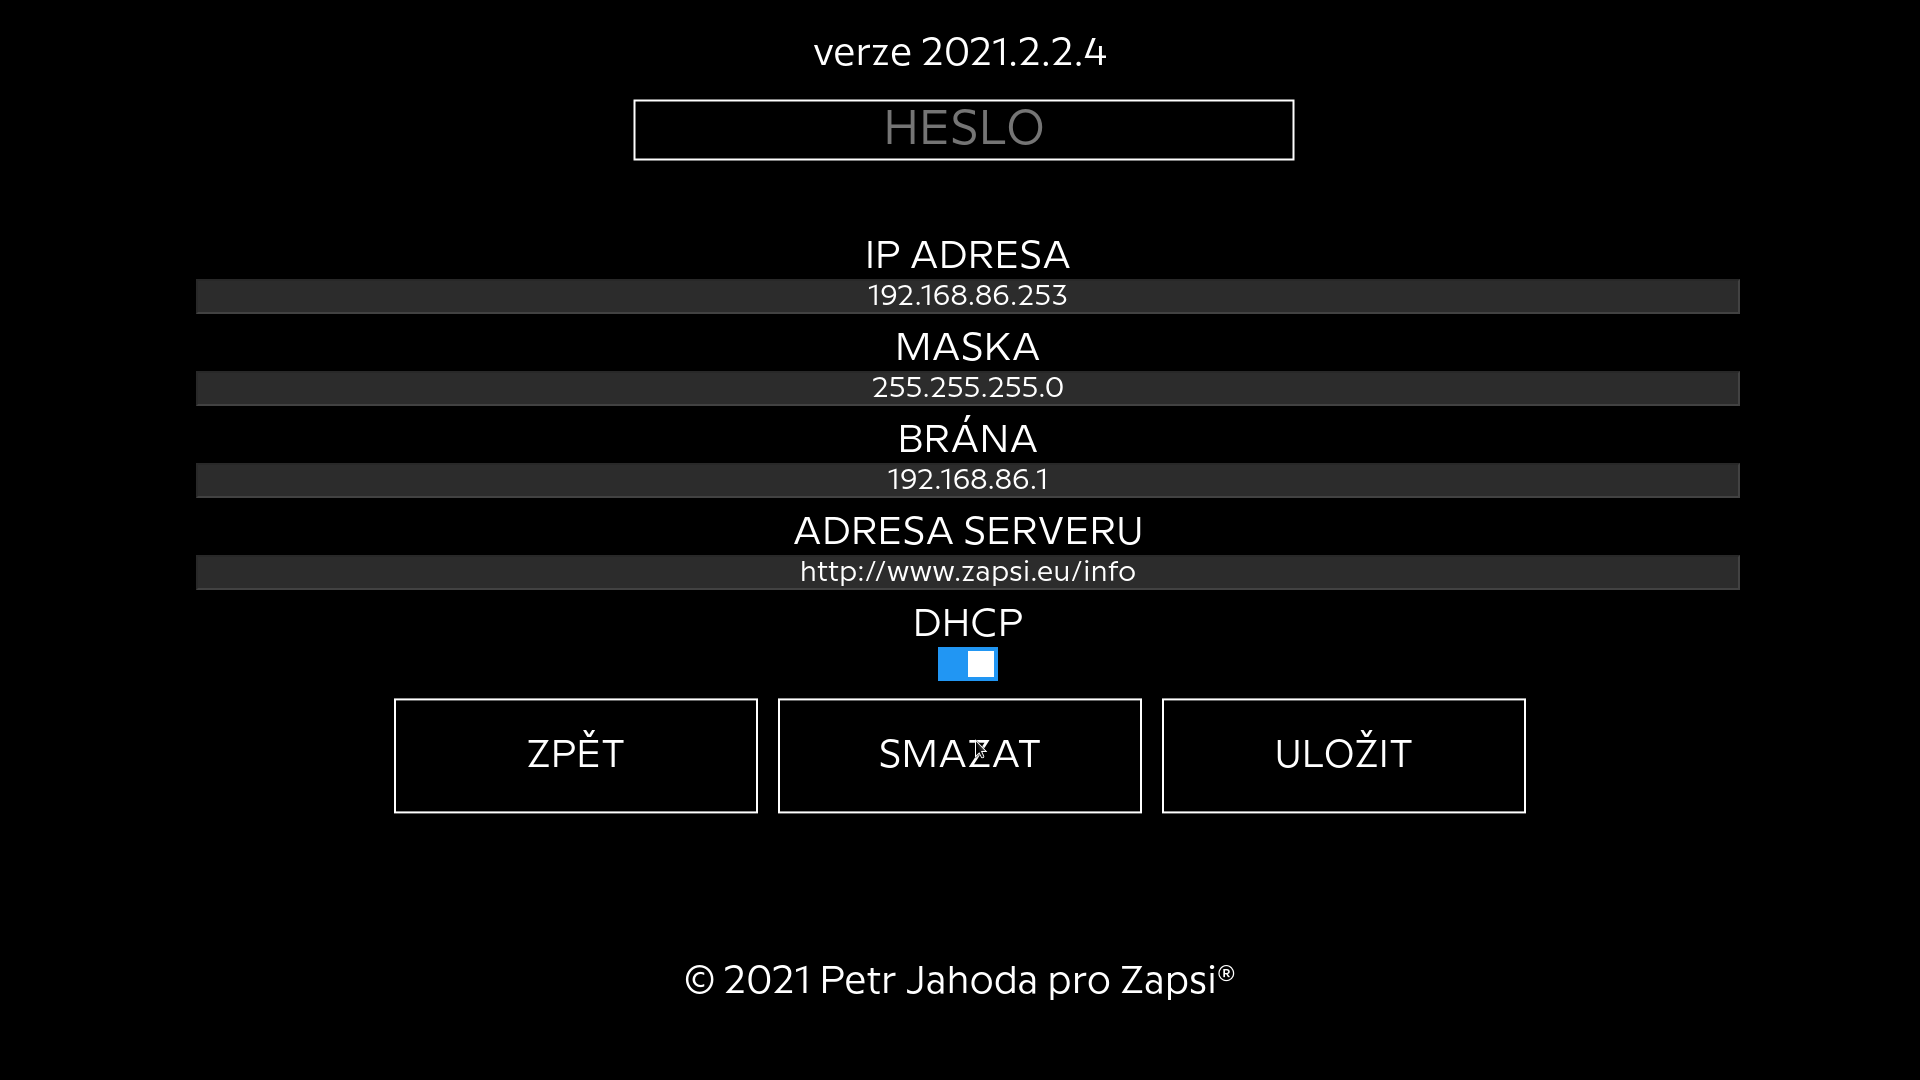 verze 2021.2.2.4
HESLO
IP ADRESA
192.168.86.253
MASKA
255.255.255.0
BRÁNA
192.168.86.1
ADRESA SERVERU
http://www.zapsi.eu/info
DHCP
ZPĚT SMAZAT ULOŽIT
© 2021 Petr Jahoda pro Zapsi®